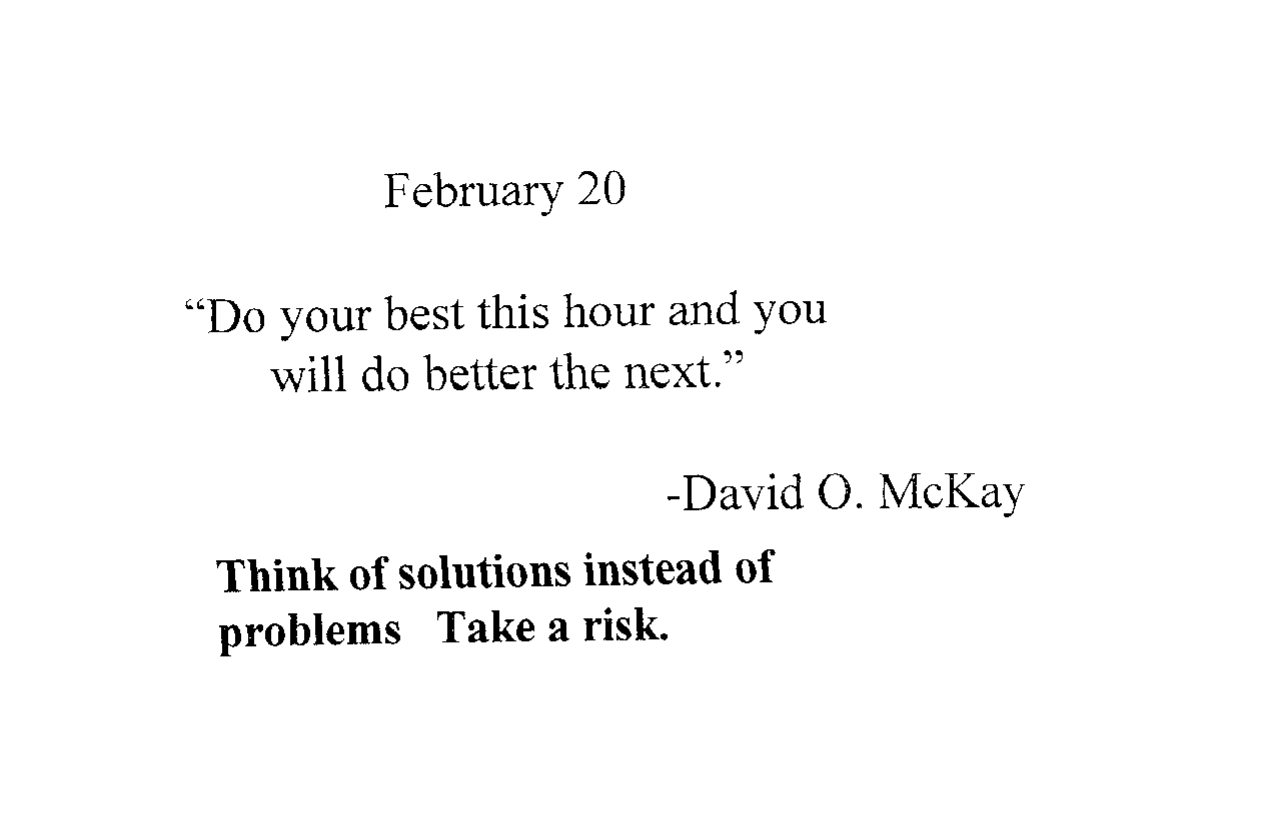 February 20
“Do your best this hour and you
will do better the next.”
-David O. McKay
Think of solutions instead of
problems   Take a risk.